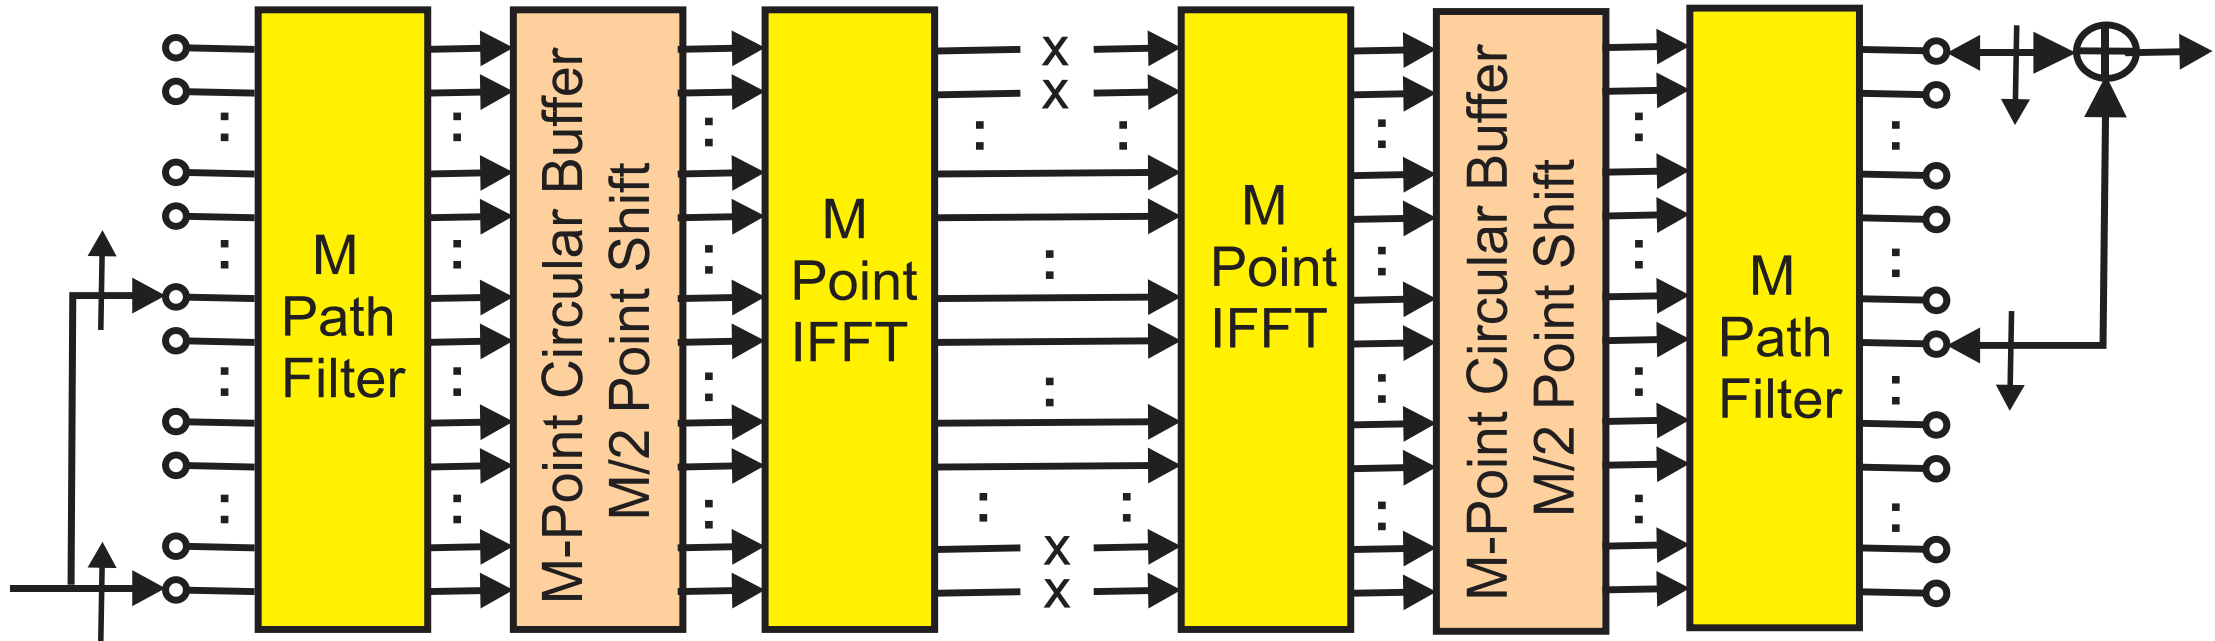 M
Path
Filter
M-Point Circular Buffer
M/2 Point Shift
M
Point
IFFT
x
x
x
x
M
Point
IFFT
M-Point Circular Buffer
M/2 Point Shift
M
Path
Filter